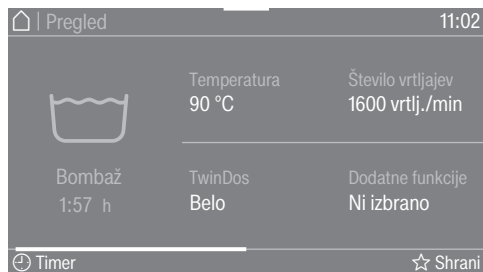 | Pregled 11:02
Temperatura
90 °C
Število vrtljajev
1600 vrtlj./min
Bombaž
1:57 h
TwinDos
Belo
Dodatne funkcije
Ni izbrano
Timer
Shrani